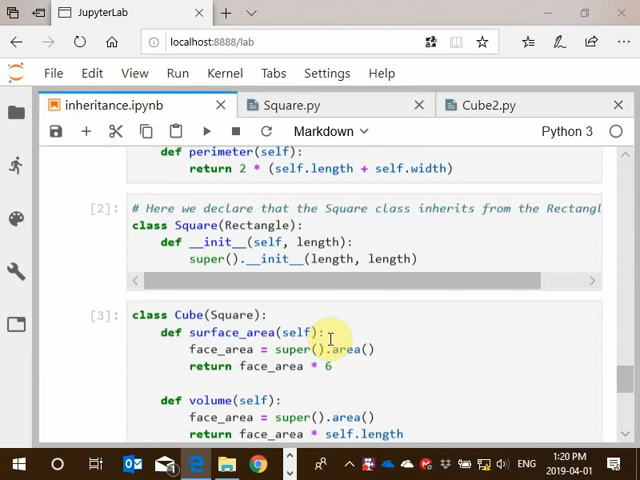 JupyterLab
localhost:8888/lab
File Edit View Run Kernel Tabs Settings Help
inheritance.ipynb Square.py Cube2.py
Markdown Python 3
def perimeter(self):
return 2 * (self.length + self.width)
[2]: # Here we declare that the Square class inherits from the Rectangl
class Square(Rectangle):
def __init__(self, length):
super().__init__(length, length)
[3]: class Cube(Square):
def surface_area(self):
face_area = super().area()
return face_area * 6
def volume(self):
face_area = super().area()
return face_area * self.length
1
ENG
1:20 PM
2019-04-01